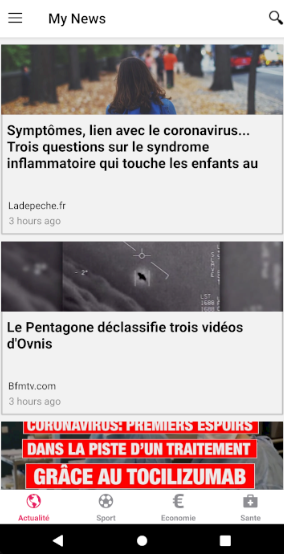 My News
Symptômes, lien avec le coronavirus...
Trois questions sur le syndrome
inflammatoire qui touche les enfants au
Ladepeche.fr
3 hours ago
LST
Le Pentagone déclassifie trois vidéos
d'Ovnis
Bfmtv.com
3 hours ago
CORONAVIRUS: PREMIERS ESPOIRS
DANS LA PISTE D'UN TRAITEMENT
GRÂCE AU TOCILIZUMAB
Actualité
Sport
Economie
Sante